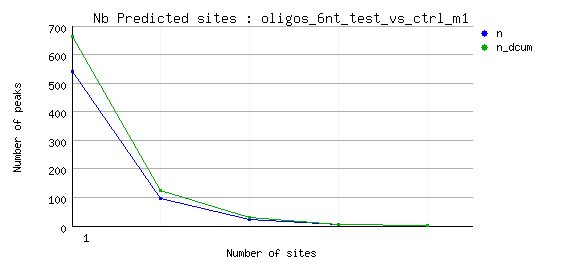 Nb Predicted sites : oligos_6nt_test_vs_ctrl_m1
n
n_dcum
700
600
500
400
300
200
100
0
Number of peaks
1
Number of sites